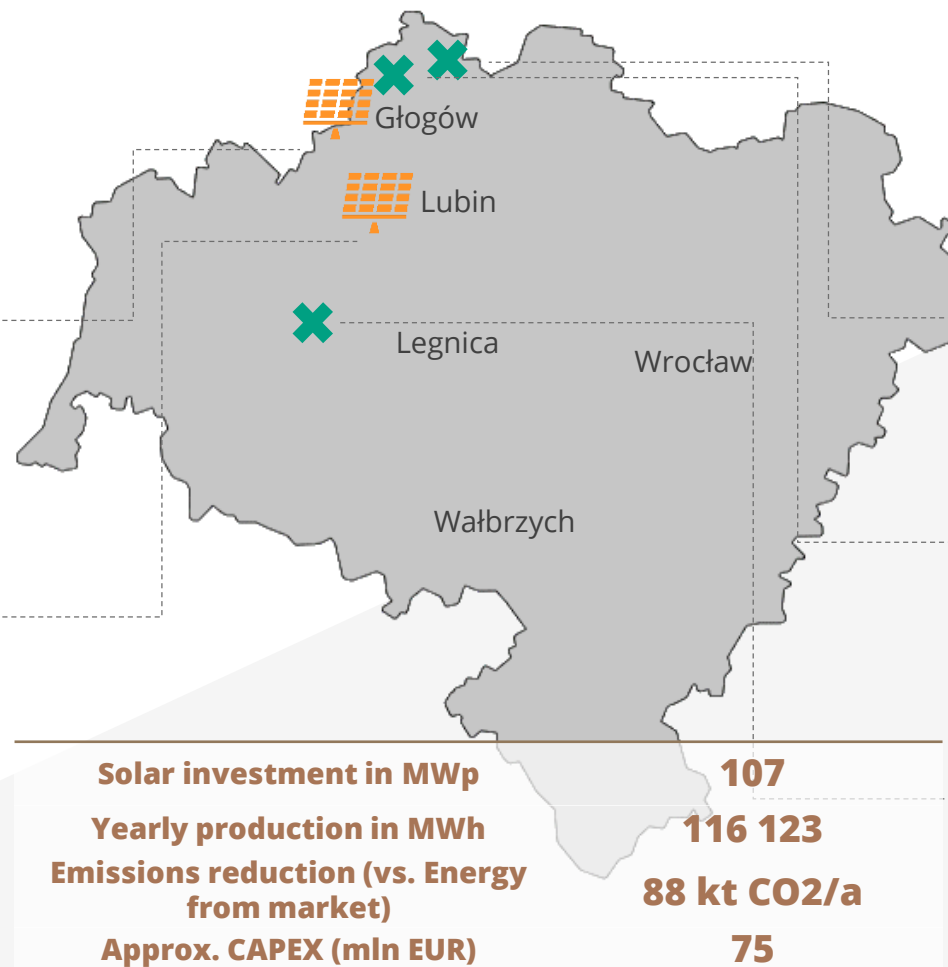 Głogów
Lubin
Legnica
Wrocław
Wałbrzych
Solar investment in MWp 107
Yearly production in MWh 116 123
Emissions reduction (vs. Energy
from market) 88 kt CO2/a
Approx. CAPEX (mln EUR) 75